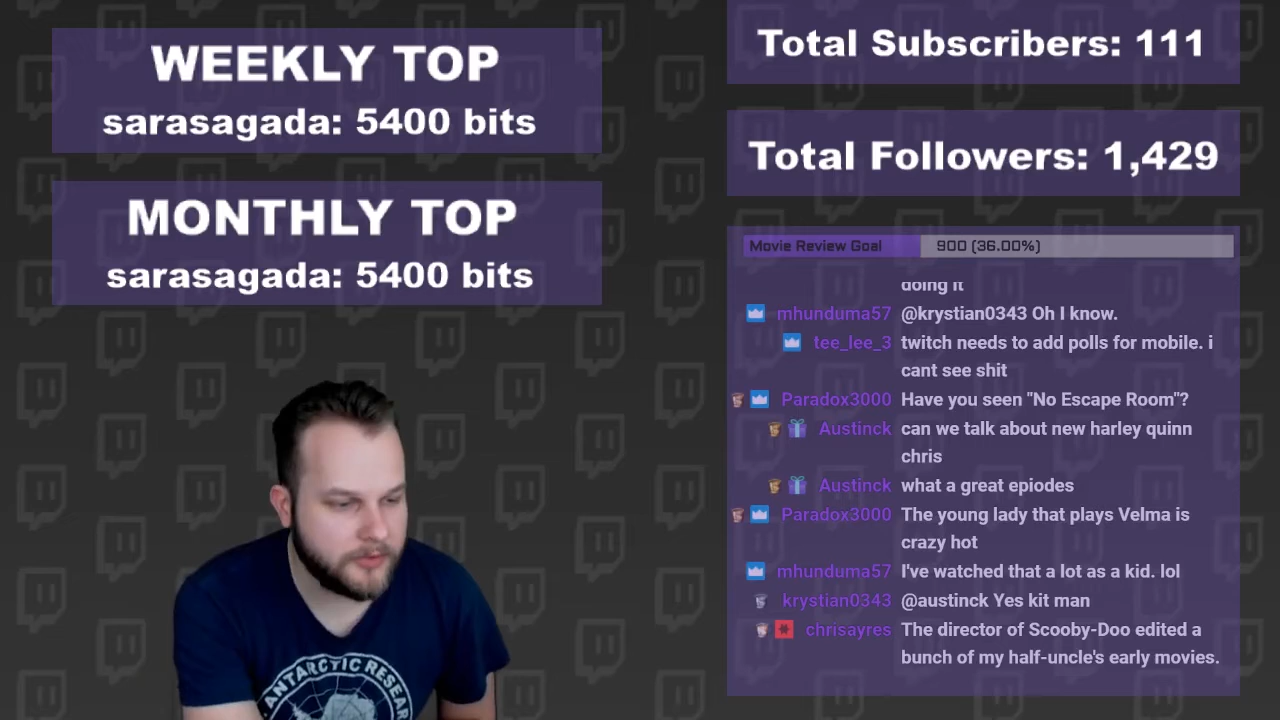 WEEKLY TOP
sarasagada: 5400 bits
MONTHLY TOP
sarasagada: 5400 bits
ANTARCTIC RESEAR
Total Subscribers: 111
Total Followers: 1,429
Movie Review Goal 900 (36.00%)
doing it
mhunduma57 @krystian0343 Oh I know.
tee_lee_3 twitch needs to add polls for mobile. i
cant see shit
Paradox3000 Have you seen "No Escape Room"?
Austinck can we talk about new harley quinn
chris
Austinck what a great epiodes
Paradox3000 The young lady that plays Velma is
crazy hot
mhunduma57 I've watched that a lot as a kid. lol
krystian0343 @austinck Yes kit man
chrisayres The director of Scooby-Doo edited a
bunch of my half-uncle's early movies.